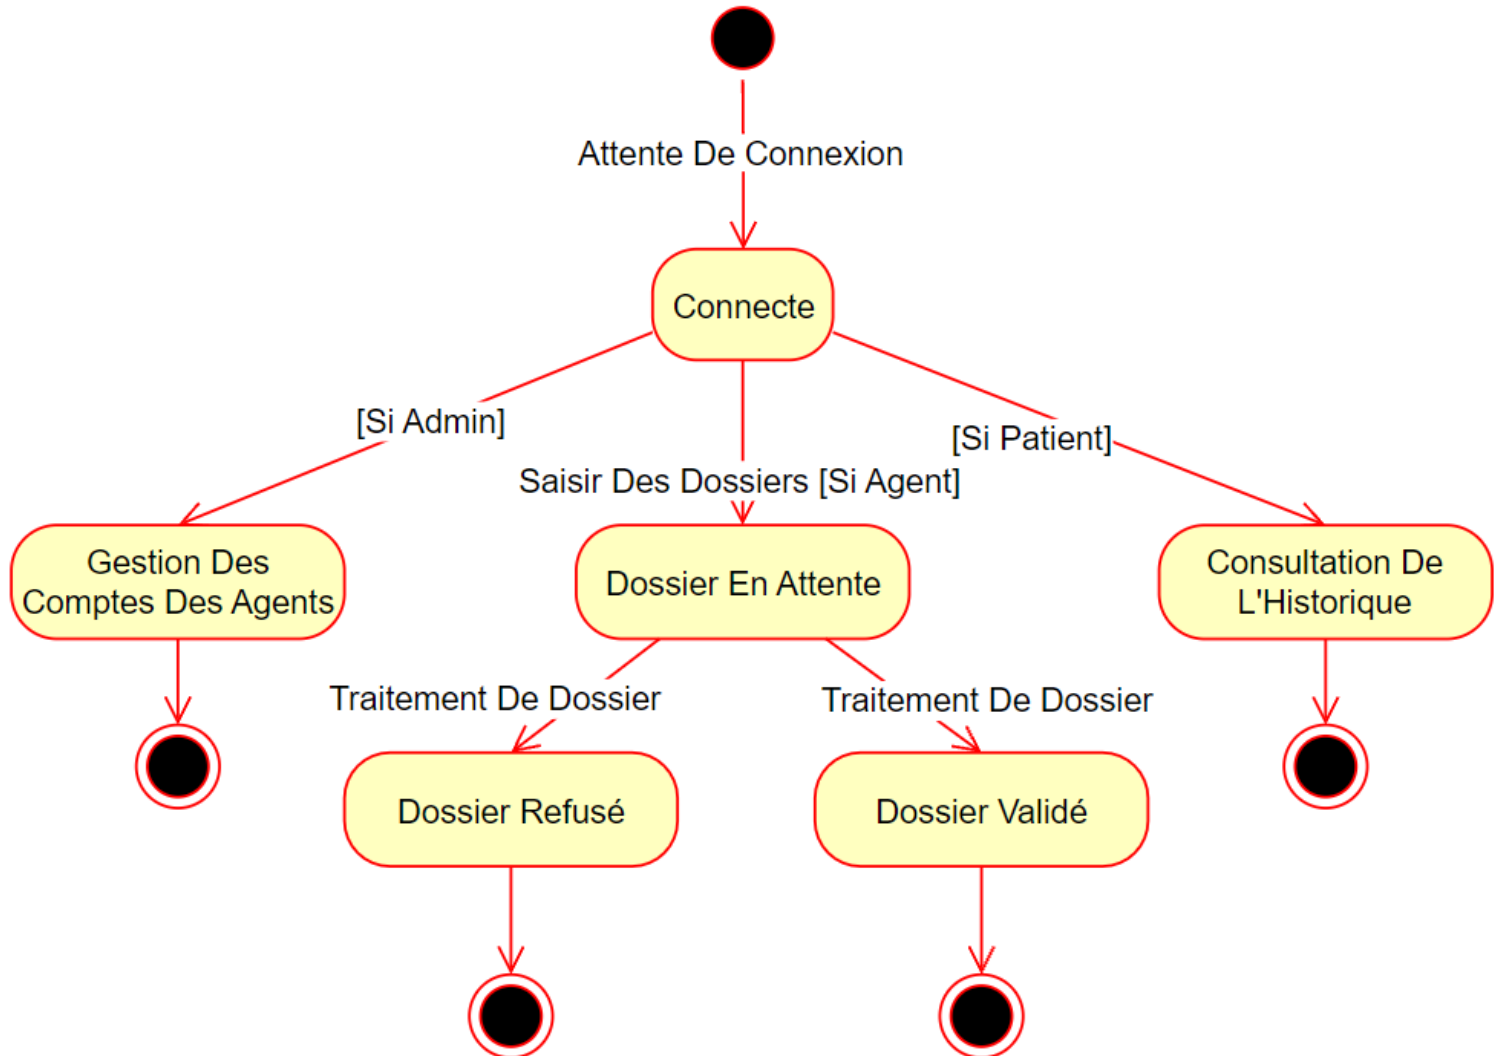 Attente De Connexion
Connecte
[Si Admin]
[Si Patient]
Saisir Des Dossiers [Si Agent]
Gestion Des
Comptes Des Agents
Dossier En Attente
Consultation De
L'Historique
Traitement De Dossier
Traitement De Dossier
Dossier Refusé
Dossier Validé